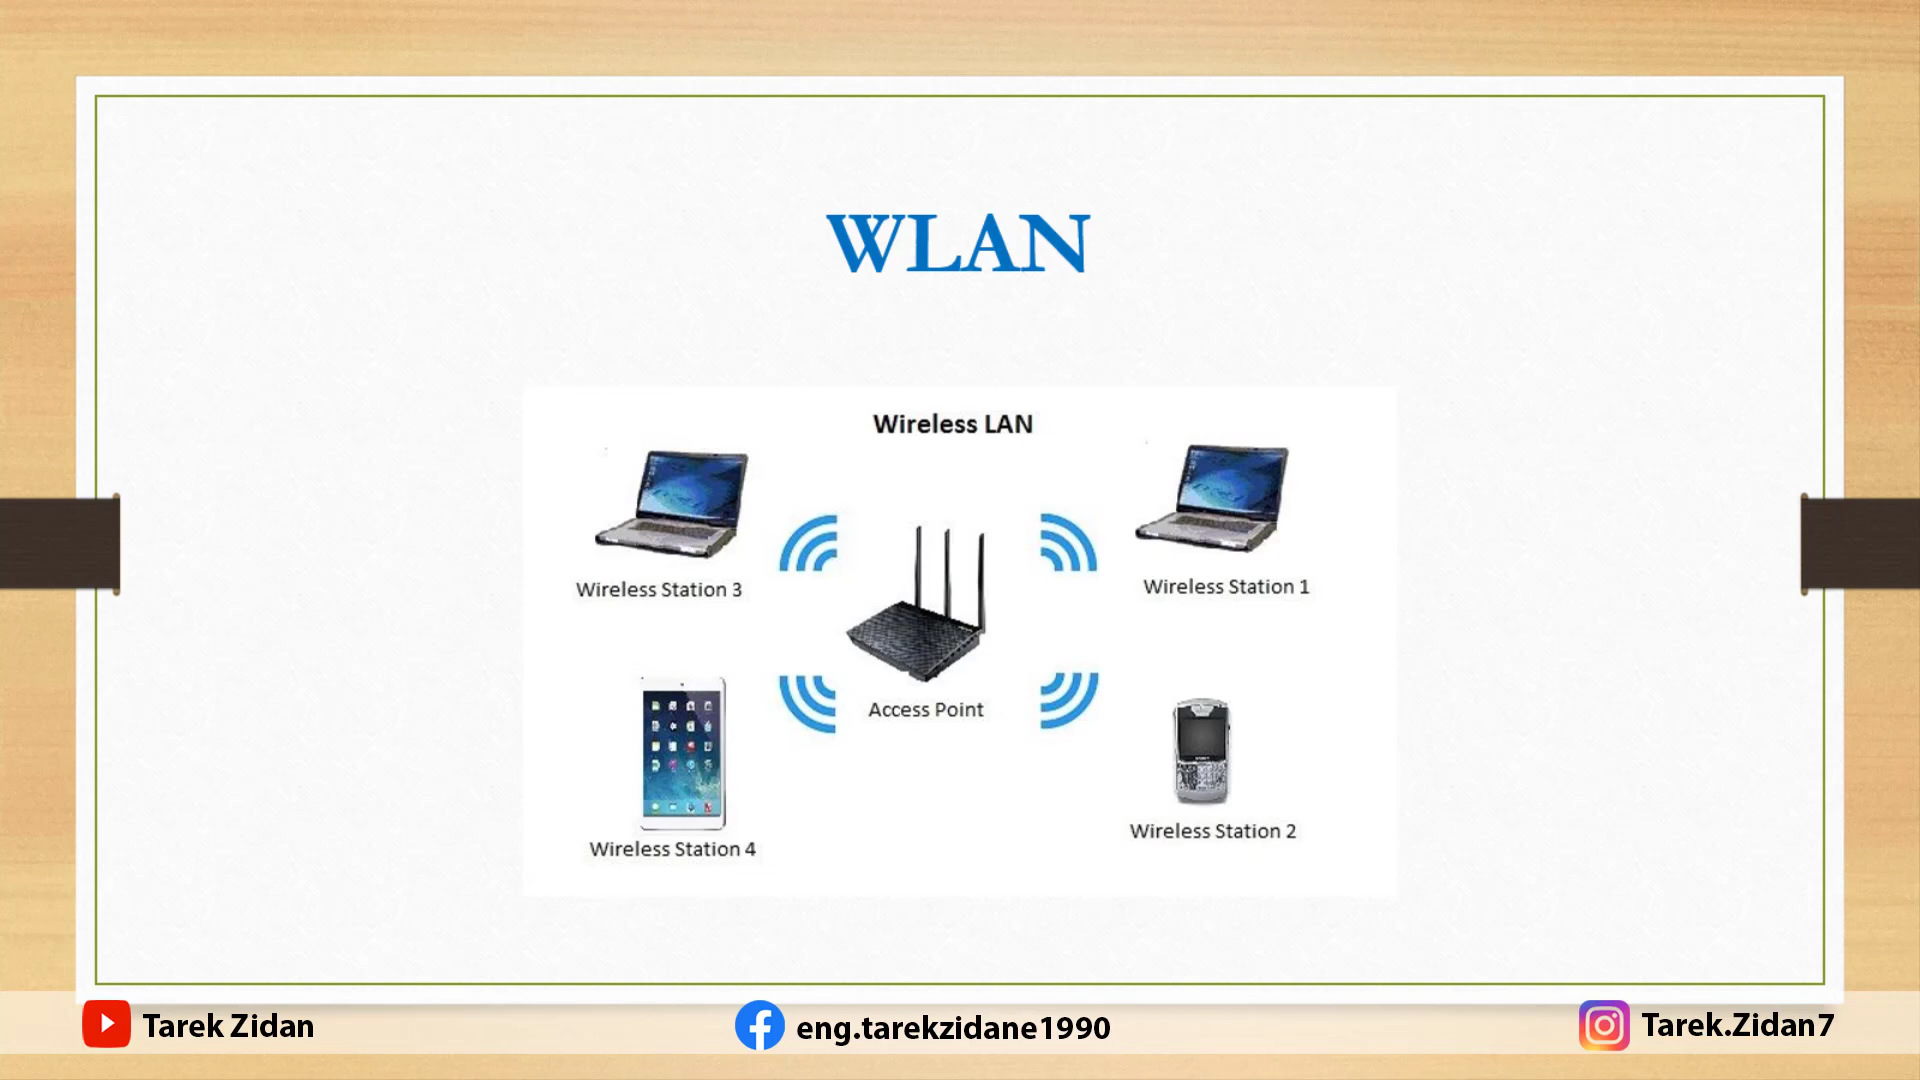 WLAN
Wireless LAN
Wireless Station 3
Wireless Station 1
Access Point
Wireless Station 4
Wireless Station 2
Tarek Zidan
eng.tarekzidane1990
Tarek.Zidan7